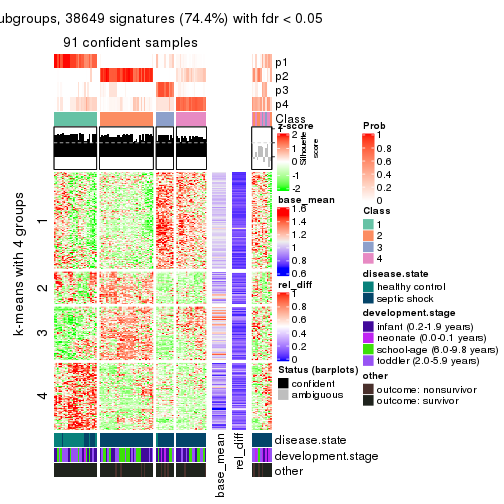 ubgroups, 38649 signatures (74.4%) with fdr < 0.05
91 confident samples
p1
p2
p3
p4
Class
z-score
2
1
0
-1
-2
Silhouette
score
base_mean
1.6
1.4
1.2
1
0.8
0.6
rel_diff
1
0.8
0.6
0.4
0.2
0
Status (barplots)
confident
ambiguous
Prob
1
0.8
0.6
0.4
0.2
0
Class
1
2
3
4
disease.state
healthy control
septic shock
development.stage
infant (0.2-1.9 years)
neonate (0.0-0.1 years)
school-age (6.0-9.8 years)
toddler (2.0-5.9 years)
other
outcome: nonsurvivor
outcome: survivor
k-means with 4 groups
1
2
3
4
disease.state
development.stage
other
base_mean
rel_diff